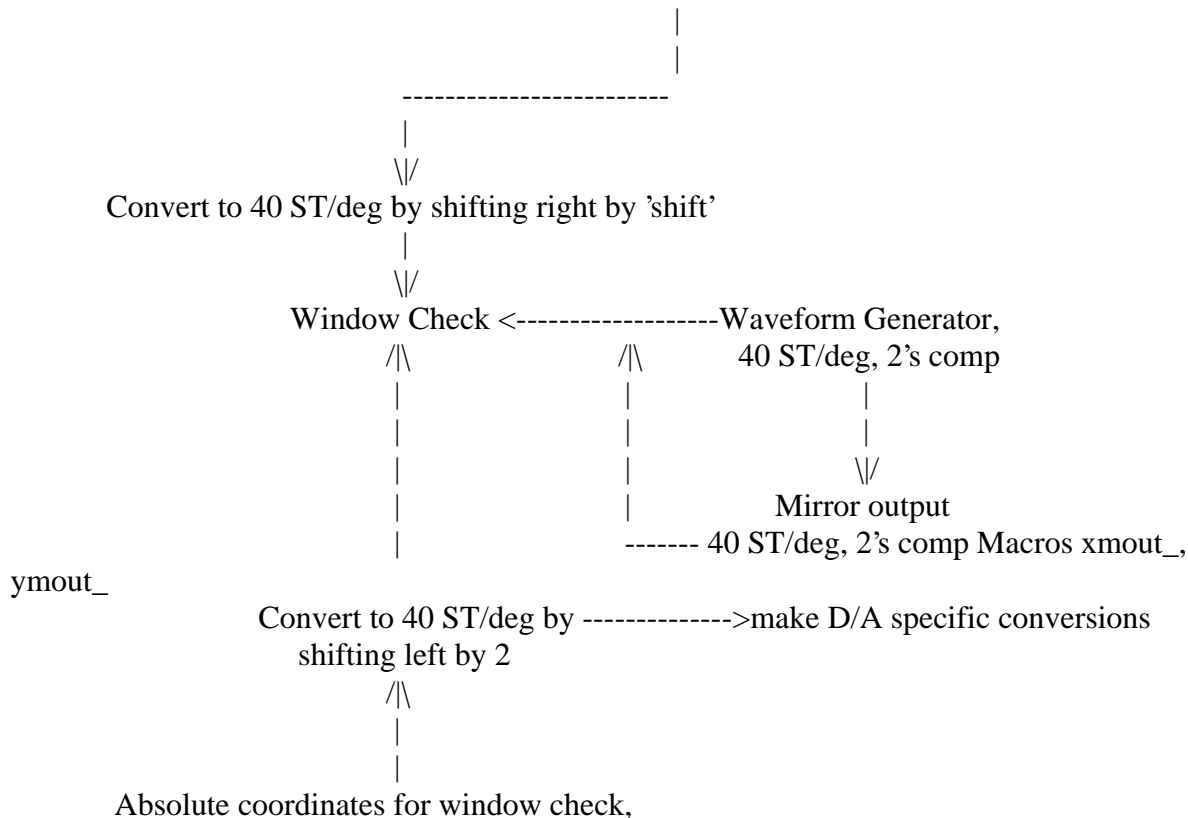 |
|
-------------------------
|
\|/
Convert to 40 ST/deg by shifting right by ’shift’
|
\|/
Window Check <-------------------Waveform Generator,
/|\ /|\ 40 ST/deg, 2’s comp
| | |
| | |
| | \|/
| | Mirror output
| ------- 40 ST/deg, 2’s comp Macros xmout_,
ymout_
Convert to 40 ST/deg by -------------->make D/A specific conversions
shifting left by 2
/|\
|
|
Absolute coordinates for window check,